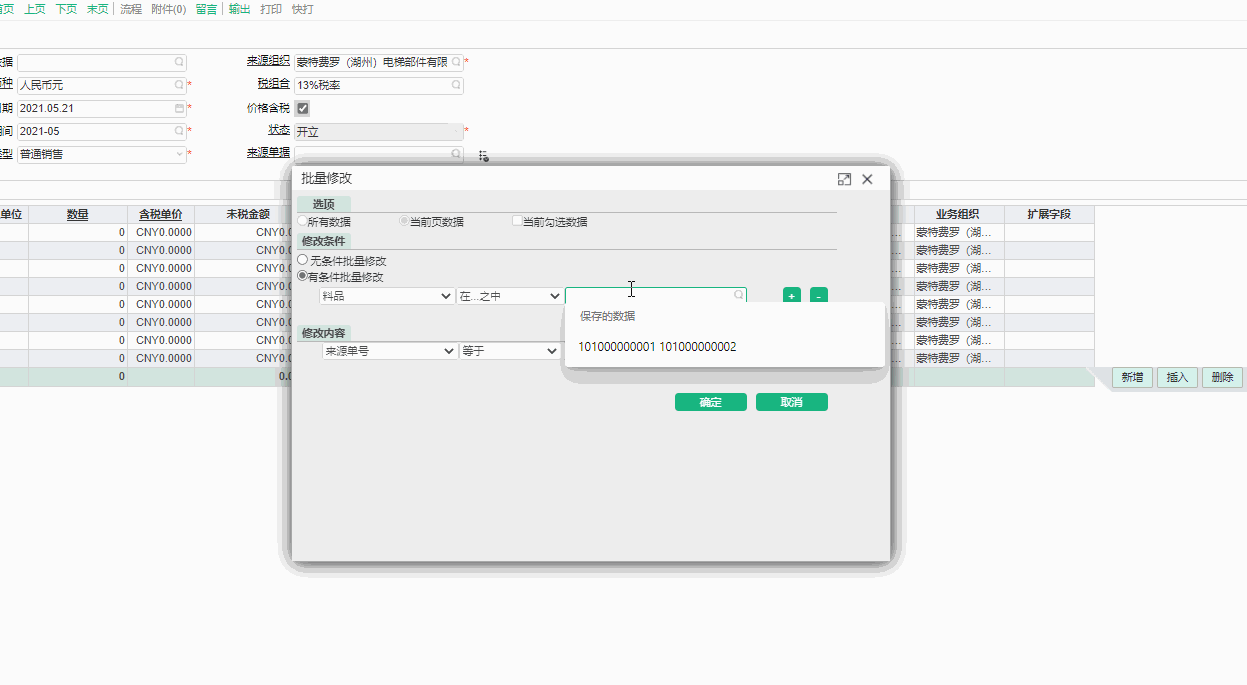 首页 上页 下页 末页 流程 附件(0) 留言 输出 打印 快打
据 来源组织 蒙特费罗（湖州）电梯部件有限 *
币种 人民币元 * 税组合 13%税率
期 2021.05.21 * 价格含税
间 2021-05 * 状态 开立 *
类型 普通销售 * 来源单据
批量修改
选项
所有数据 当前页数据 当前勾选数据
修改条件
无条件批量修改
有条件批量修改
料品 在...之中 + -
保存的数据
101000000001 101000000002
修改内容
来源单号 等于
确定 取消
单位 数量 含税单价 未税金额 业务组织 扩展字段
0 CNY0.0000 CNY0.0 ... 蒙特费罗（湖...
0 CNY0.0000 CNY0.0 ... 蒙特费罗（湖...
0 CNY0.0000 CNY0.0 ... 蒙特费罗（湖...
0 CNY0.0000 CNY0.0 ... 蒙特费罗（湖...
0 CNY0.0000 CNY0.0 ... 蒙特费罗（湖...
0 CNY0.0000 CNY0.0 ... 蒙特费罗（湖...
0 CNY0.0000 CNY0.0 ... 蒙特费罗（湖...
0 CNY0.0000 CNY0.0 ... 蒙特费罗（湖...
0 0.0
新增 插入 删除